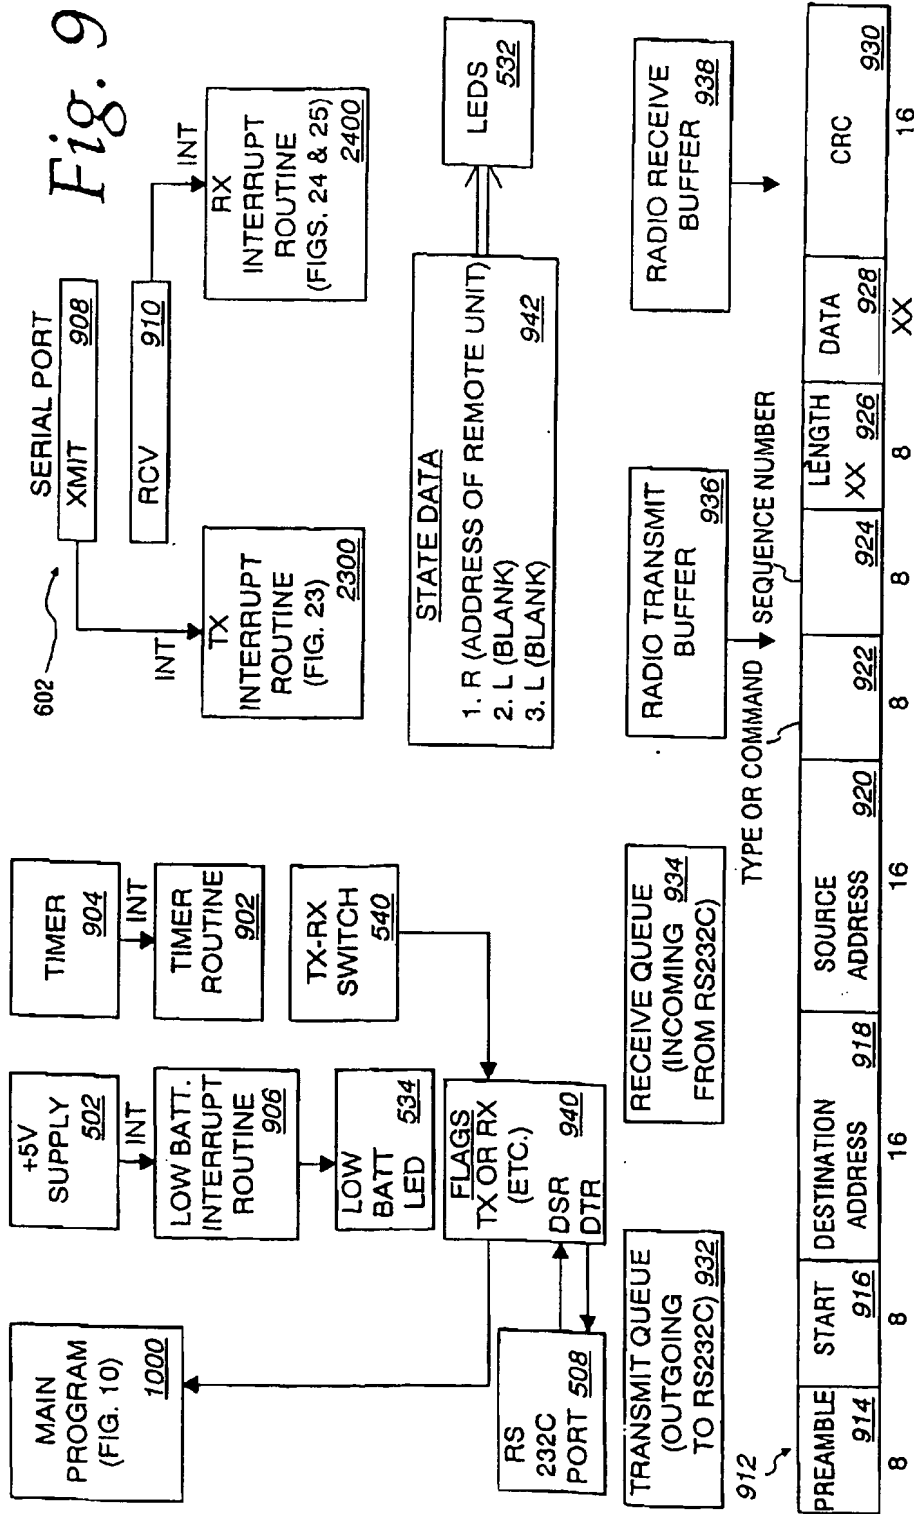 Fig. 9
MAIN
PROGRAM
(FIG. 10)
1000
+5V
SUPPLY
502
INT
LOW BATT.
INTERRUPT
ROUTINE
906
LOW
BATT
LED
534
TIMER
904
INT
TIMER
ROUTINE
902
TX-RX
SWITCH
540
FLAGS
TX OR RX
(ETC.)
940
DSR
DTR
RS
232C
PORT 508
602
SERIAL PORT
XMIT 908
RCV 910
INT
TX
INTERRUPT
ROUTINE
(FIG. 23)
2300
INT
RX
INTERRUPT
ROUTINE
(FIGS. 24 & 25)
2400
STATE DATA
1. R (ADDRESS OF REMOTE UNIT)
2. L (BLANK)
3. L (BLANK)
942
LEDS
532
TRANSMIT QUEUE
(OUTGOING
TO RS232C) 932
RECEIVE QUEUE
(INCOMING 934
FROM RS232C)
RADIO TRANSMIT
BUFFER
936
RADIO RECEIVE
BUFFER
938
912
TYPE OR COMMAND
SEQUENCE NUMBER
PREAMBLE
914
START
916
DESTINATION
ADDRESS
918
SOURCE
ADDRESS
920
922
924
LENGTH
XX 926
DATA
928
CRC
930
8
8
16
16
8
8
8
XX
16